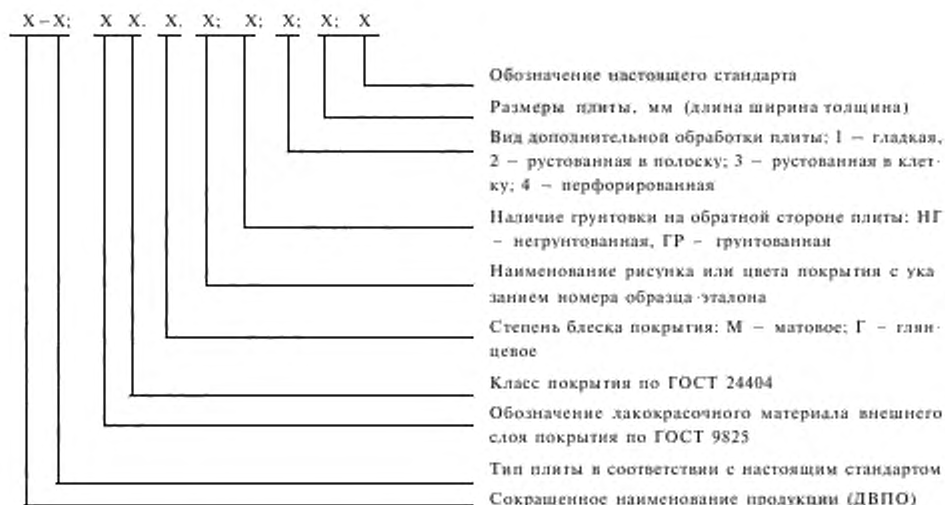 Х–Х; Х Х. Х. Х; Х; Х; Х; Х
Обозначение настоящего стандарта
Размеры плиты, мм (длина ширина толщина)
Вид дополнительной обработки плиты; 1 – гладкая,
2 – рустованная в полоску; 3 – рустованная в клет-
ку; 4 – перфорированная
Наличие грунтовки на обратной стороне плиты: НГ
– негрунтованная, ГР – грунтованная
Наименование рисунка или цвета покрытия с ука
занием номера образца-эталона
Степень блеска покрытия: М – матовое; Г – глян-
цевое
Класс покрытия по ГОСТ 24404
Обозначение лакокрасочного материала внешнего
слоя покрытия по ГОСТ 9825
Тип плиты в соответствии с настоящим стандартом
Сокращенное наименование продукции (ДВПО)